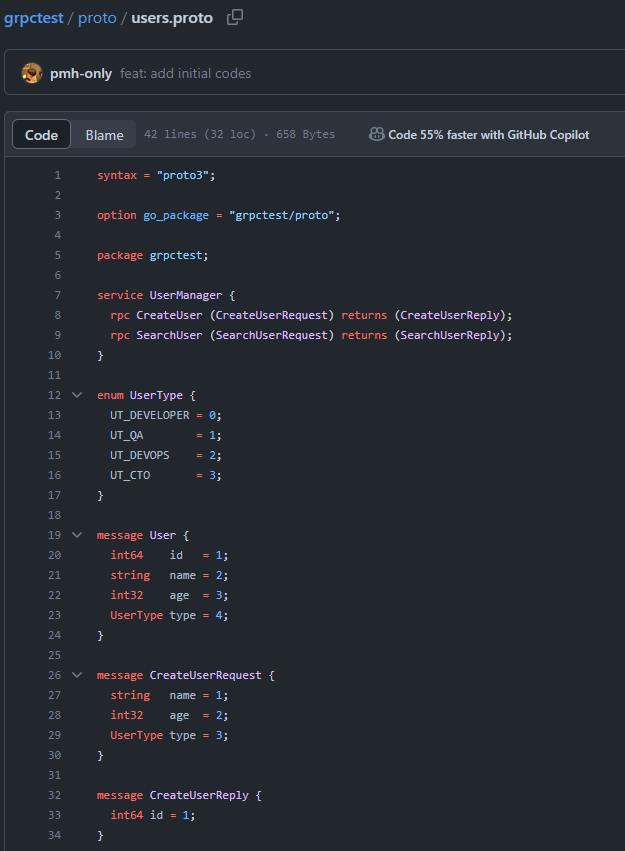 grpctest / proto / users.proto
pmh-only feat: add initial codes
Code Blame 42 lines (32 loc) · 658 Bytes Code 55% faster with GitHub Copilot
1 syntax = "proto3";
2
3 option go_package = "grpctest/proto";
4
5 package grpctest;
6
7 service UserManager {
8   rpc CreateUser (CreateUserRequest) returns (CreateUserReply);
9   rpc SearchUser (SearchUserRequest) returns (SearchUserReply);
10 }
11
12 enum UserType {
13   UT_DEVELOPER = 0;
14   UT_QA        = 1;
15   UT_DEVOPS    = 2;
16   UT_CTO       = 3;
17 }
18
19 message User {
20   int64    id   = 1;
21   string   name = 2;
22   int32    age  = 3;
23   UserType type = 4;
24 }
25
26 message CreateUserRequest {
27   string   name = 1;
28   int32    age  = 2;
29   UserType type = 3;
30 }
31
32 message CreateUserReply {
33   int64 id = 1;
34 }